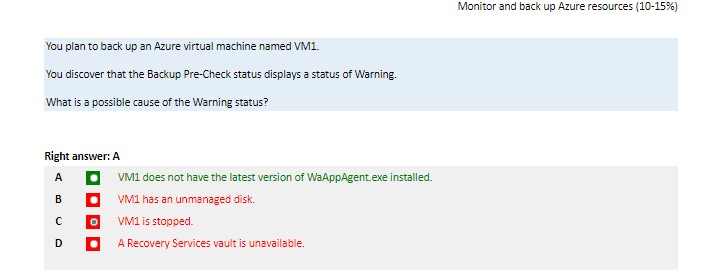 Monitor and back up Azure resources (10-15%)
You plan to back up an Azure virtual machine named VM1.
You discover that the Backup Pre-Check status displays a status of Warning.
What is a possible cause of the Warning status?
Right answer: A
A VM1 does not have the latest version of WaAppAgent.exe installed.
B VM1 has an unmanaged disk.
C VM1 is stopped.
D A Recovery Services vault is unavailable.